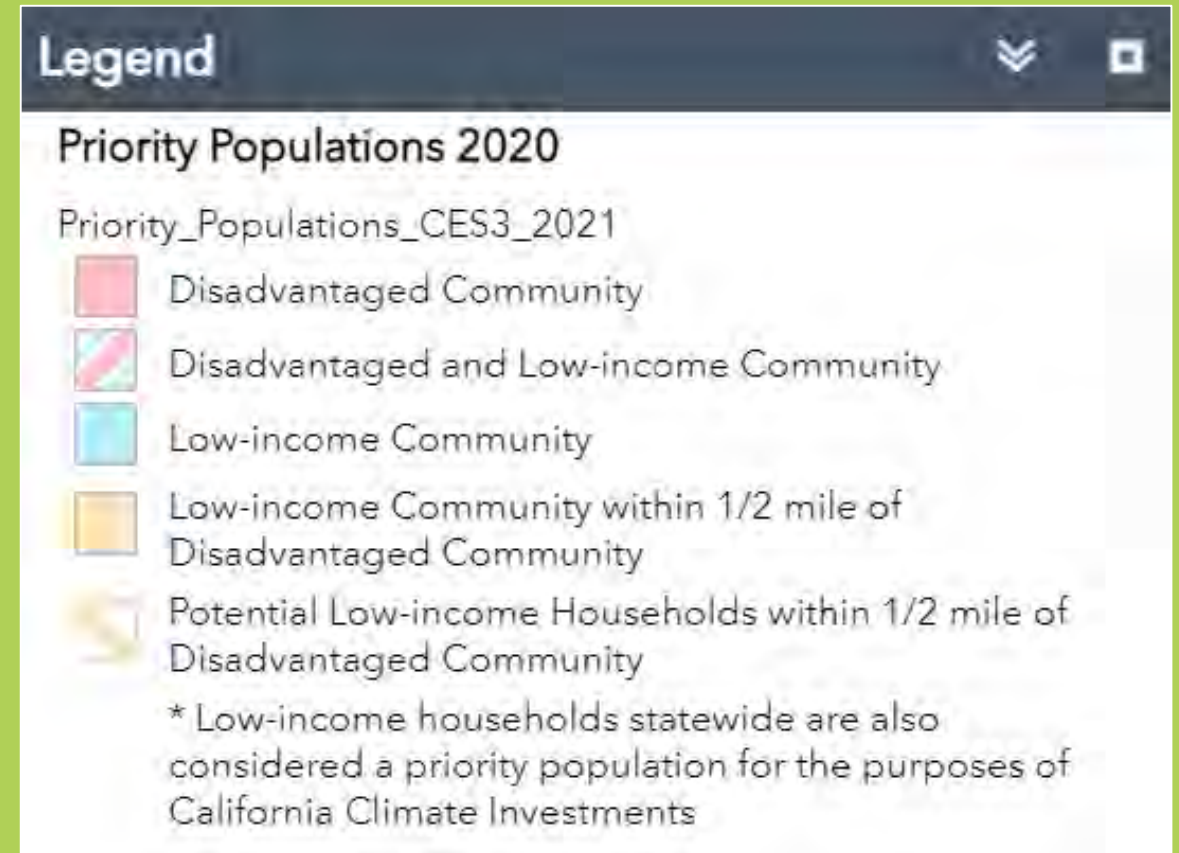 Legend
Priority Populations 2020
Priority_Populations_CES3_2021
Disadvantaged Community
Disadvantaged and Low-income Community
Low-income Community
Low-income Community within 1/2 mile of
Disadvantaged Community
Potential Low-income Households within 1/2 mile of
Disadvantaged Community
* Low-income households statewide are also
considered a priority population for the purposes of
California Climate Investments